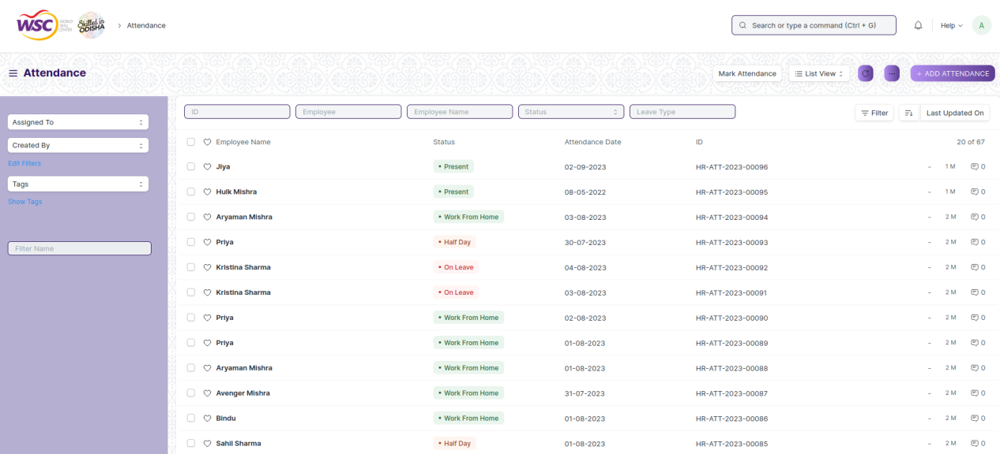 WSC WORLD SKILL CENTER Skilled in ODISHA > Attendance Search or type a command (Ctrl + G) Help A
Attendance Mark Attendance List View ... + ADD ATTENDANCE
Assigned To
Created By
Edit Filters
Tags
Show Tags
Filter Name
ID Employee Employee Name Status Leave Type Filter Last Updated On
Employee Name Status Attendance Date ID 20 of 67
Jiya • Present 02-09-2023 HR-ATT-2023-00096 - 1 M 0
Hulk Mishra • Present 08-05-2022 HR-ATT-2023-00095 - 1 M 0
Aryaman Mishra • Work From Home 03-08-2023 HR-ATT-2023-00094 - 2 M 0
Priya • Half Day 30-07-2023 HR-ATT-2023-00093 - 2 M 0
Kristina Sharma • On Leave 04-08-2023 HR-ATT-2023-00092 - 2 M 0
Kristina Sharma • On Leave 03-08-2023 HR-ATT-2023-00091 - 2 M 0
Priya • Work From Home 02-08-2023 HR-ATT-2023-00090 - 2 M 0
Priya • Work From Home 01-08-2023 HR-ATT-2023-00089 - 2 M 0
Aryaman Mishra • Work From Home 01-08-2023 HR-ATT-2023-00088 - 2 M 0
Avenger Mishra • Work From Home 31-07-2023 HR-ATT-2023-00087 - 2 M 0
Bindu • Work From Home 01-08-2023 HR-ATT-2023-00086 - 2 M 0
Sahil Sharma • Half Day 01-08-2023 HR-ATT-2023-00085 - 2 M 0